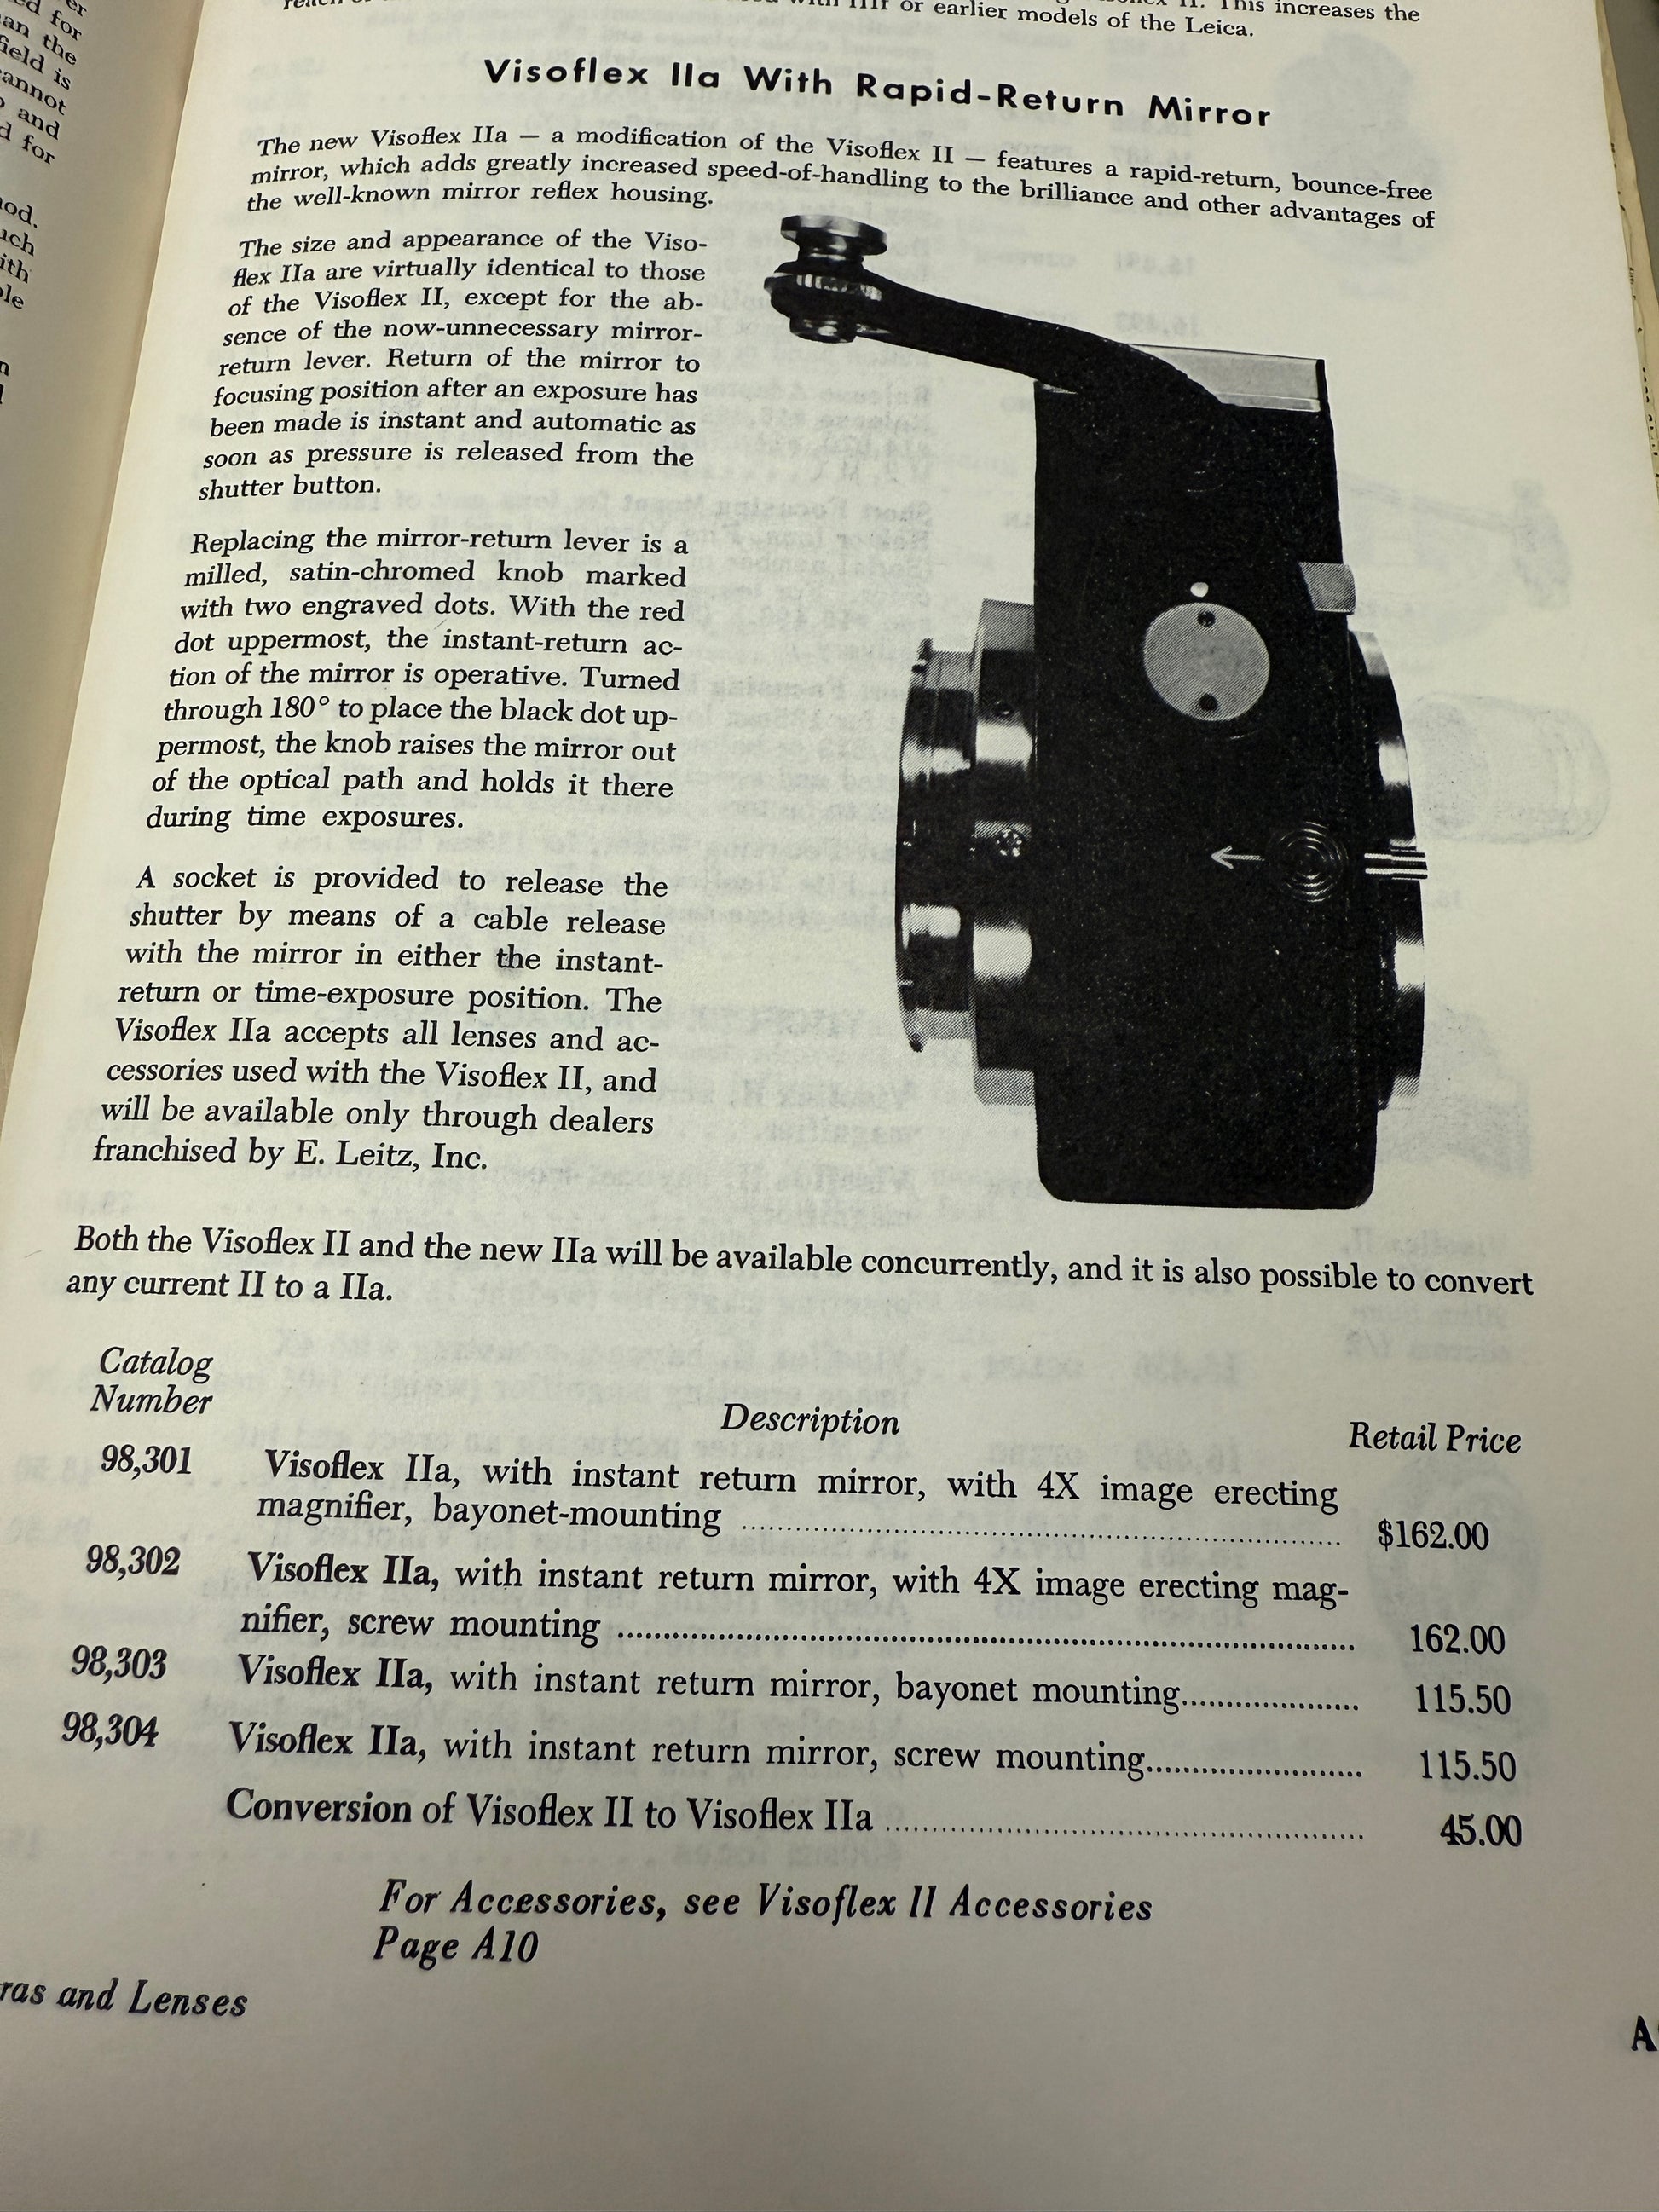 er
for
an the
field is
cannot
and
d for
od.
uch
ith
ble
This increases the
or earlier models of the Leica.
Visoflex IIa With Rapid-Return Mirror
The new Visoflex IIa — a modification of the Visoflex II — features a rapid-return, bounce-free
mirror, which adds greatly increased speed-of-handling to the brilliance and other advantages of
the well-known mirror reflex housing.
The size and appearance of the Viso-
flex IIa are virtually identical to those
of the Visoflex II, except for the ab-
sence of the now-unnecessary mirror-
return lever. Return of the mirror to
focusing position after an exposure has
been made is instant and automatic as
soon as pressure is released from the
shutter button.
Replacing the mirror-return lever is a
milled, satin-chromed knob marked
with two engraved dots. With the red
dot uppermost, the instant-return ac-
tion of the mirror is operative. Turned
through 180° to place the black dot up-
permost, the knob raises the mirror out
of the optical path and holds it there
during time exposures.
A socket is provided to release the
shutter by means of a cable release
with the mirror in either the instant-
return or time-exposure position. The
Visoflex IIa accepts all lenses and ac-
cessories used with the Visoflex II, and
will be available only through dealers
franchised by E. Leitz, Inc.
Both the Visoflex II and the new IIa will be available concurrently, and it is also possible to convert
any current II to a IIa.
Catalog
Number
Description
Retail Price
98,301 Visoflex IIa, with instant return mirror, with 4X image erecting
magnifier, bayonet-mounting ........ $162.00
98,302 Visoflex IIa, with instant return mirror, with 4X image erecting mag-
nifier, screw mounting ........ 162.00
98,303 Visoflex IIa, with instant return mirror, bayonet mounting........ 115.50
98,304 Visoflex IIa, with instant return mirror, screw mounting........ 115.50
Conversion of Visoflex II to Visoflex IIa ........ 45.00
For Accessories, see Visoflex II Accessories
Page A10
ras and Lenses